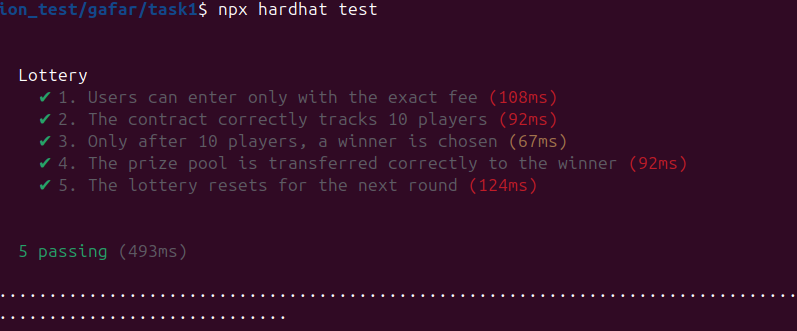 ion_test/gafar/task1$ npx hardhat test
Lottery
✔ 1. Users can enter only with the exact fee (108ms)
✔ 2. The contract correctly tracks 10 players (92ms)
✔ 3. Only after 10 players, a winner is chosen (67ms)
✔ 4. The prize pool is transferred correctly to the winner (92ms)
✔ 5. The lottery resets for the next round (124ms)
5 passing (493ms)
................................................................................
.............................